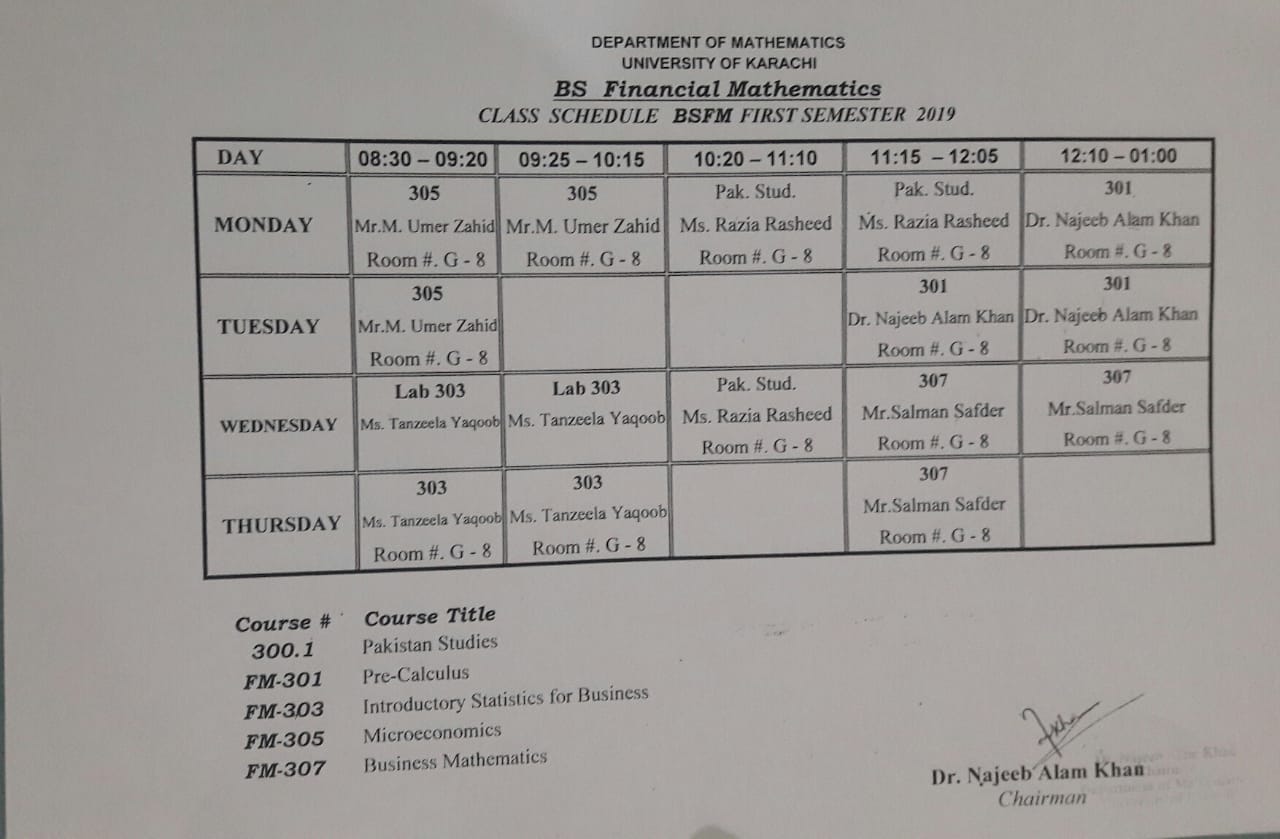 DEPARTMENT OF MATHEMATICS
UNIVERSITY OF KARACHI
BS Financial Mathematics
CLASS SCHEDULE BSFM FIRST SEMESTER 2019
DAY 08:30 – 09:20 09:25 – 10:15 10:20 – 11:10 11:15 – 12:05 12:10 – 01:00
305 305 Pak. Stud. Pak. Stud. 301
MONDAY Mr.M. Umer Zahid Mr.M. Umer Zahid Ms. Razia Rasheed Ms. Razia Rasheed Dr. Najeeb Alam Khan
Room #. G - 8 Room #. G - 8 Room #. G - 8 Room #. G - 8 Room #. G - 8
305 301 301
TUESDAY Mr.M. Umer Zahid Dr. Najeeb Alam Khan Dr. Najeeb Alam Khan
Room #. G - 8 Room #. G - 8 Room #. G - 8
Lab 303 Lab 303 Pak. Stud. 307 307
WEDNESDAY Ms. Tanzeela Yaqoob Ms. Tanzeela Yaqoob Ms. Razia Rasheed Mr.Salman Safder Mr.Salman Safder
Room #. G - 8 Room #. G - 8 Room #. G - 8
303 303 307
THURSDAY Ms. Tanzeela Yaqoob Ms. Tanzeela Yaqoob Mr.Salman Safder
Room #. G - 8 Room #. G - 8 Room #. G - 8
Course # Course Title
300.1 Pakistan Studies
FM-301 Pre-Calculus
FM-303 Introductory Statistics for Business
FM-305 Microeconomics
FM-307 Business Mathematics
Dr. Najeeb Alam Khan
Chairman